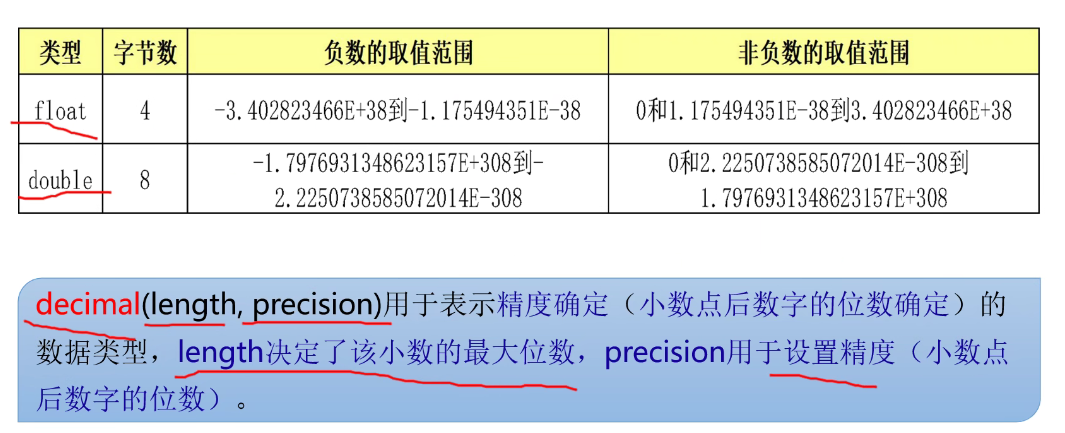 类型 字节数 负数的取值范围 非负数的取值范围
float 4 -3.402823466E+38到-1.175494351E-38 0和1.175494351E-38到3.402823466E+38
double 8 -1.7976931348623157E+308到-
2.2250738585072014E-308 0和2.2250738585072014E-308到
1.7976931348623157E+308
decimal(length, precision)用于表示精度确定（小数点后数字的位数确定）的
数据类型，length决定了该小数的最大位数，precision用于设置精度（小数点
后数字的位数）。